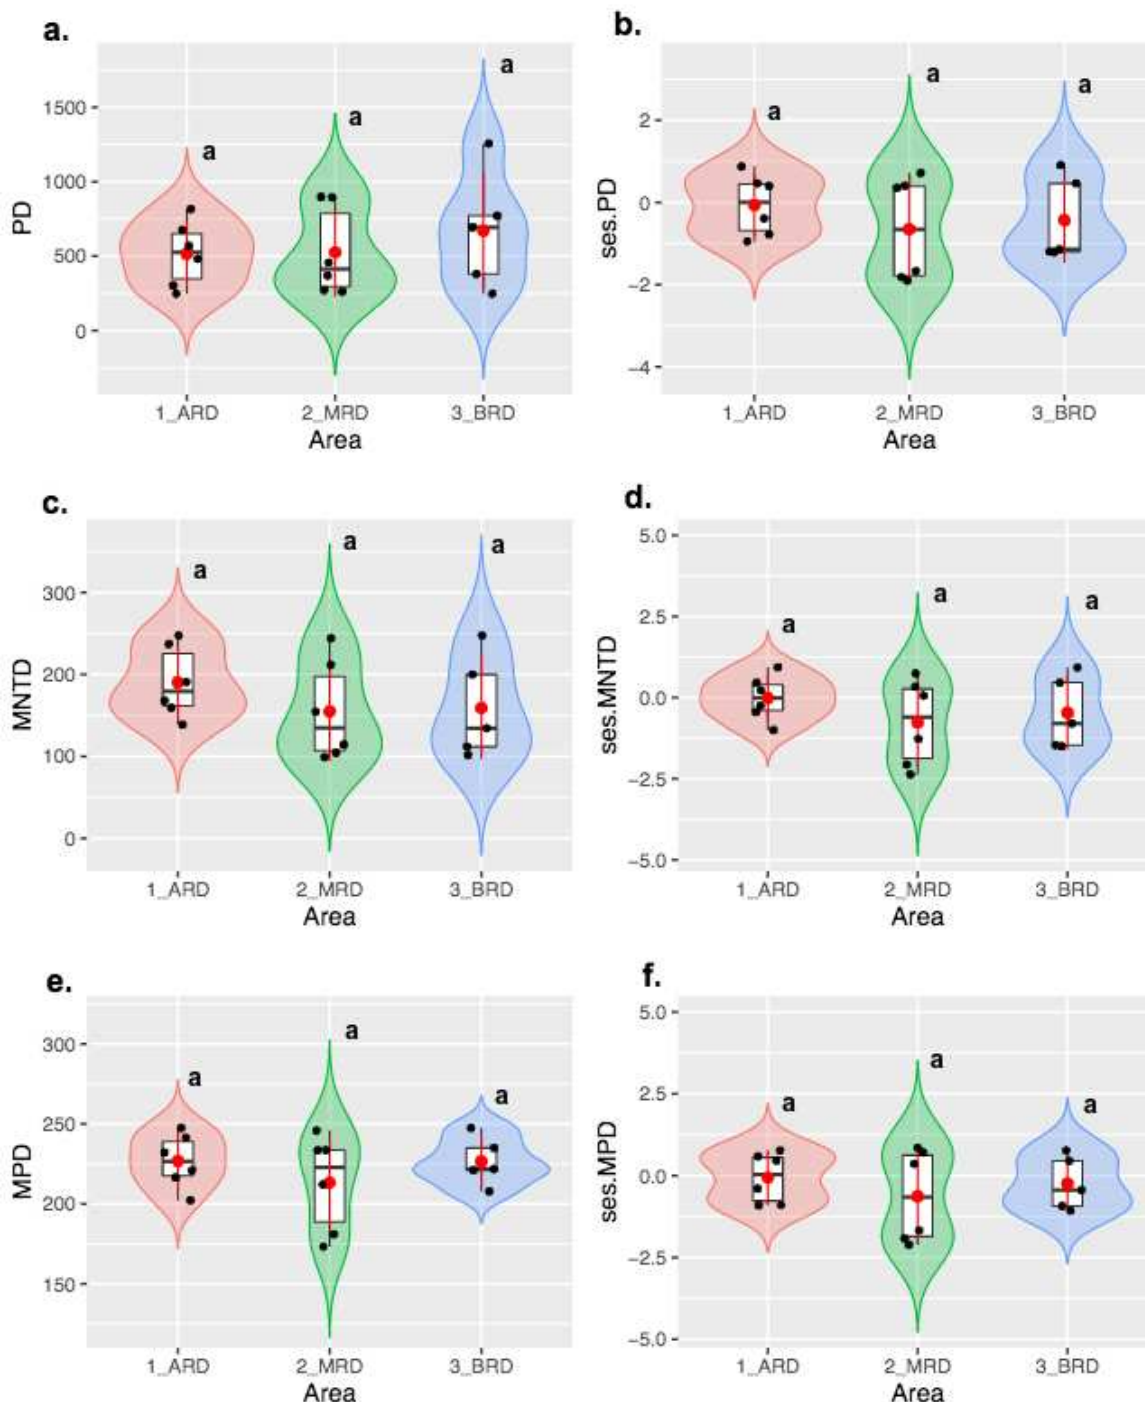 a.
b.
PD
1500
1000
500
0
a
a
a
1_ARD
2_MRD
3_BRD
Area
ses.PD
2
0
−2
−4
a
a
a
1_ARD
2_MRD
3_BRD
Area
c.
d.
MNTD
300
200
100
0
a
a
a
1_ARD
2_MRD
3_BRD
Area
ses.MNTD
5.0
2.5
0.0
−2.5
−5.0
a
a
a
1_ARD
2_MRD
3_BRD
Area
e.
f.
MPD
300
250
200
150
a
a
a
1_ARD
2_MRD
3_BRD
Area
ses.MPD
5.0
2.5
0.0
−2.5
−5.0
a
a
a
1_ARD
2_MRD
3_BRD
Area